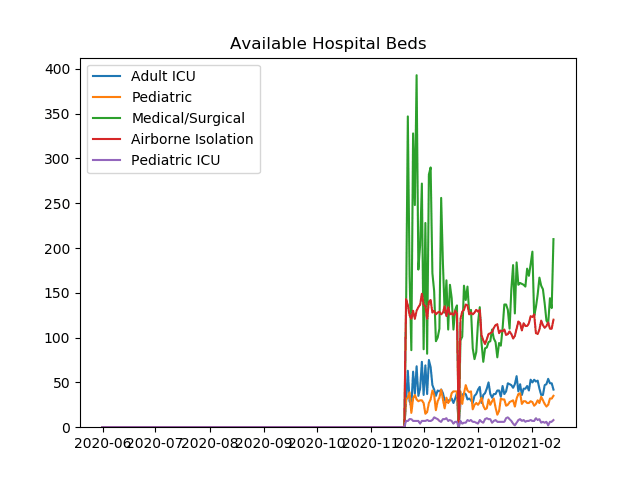 Available Hospital Beds
Adult ICU
Pediatric
Medical/Surgical
Airborne Isolation
Pediatric ICU
400
350
300
250
200
150
100
50
0
2020-06 2020-07 2020-08 2020-09 2020-10 2020-11 2020-12 2021-01 2021-02